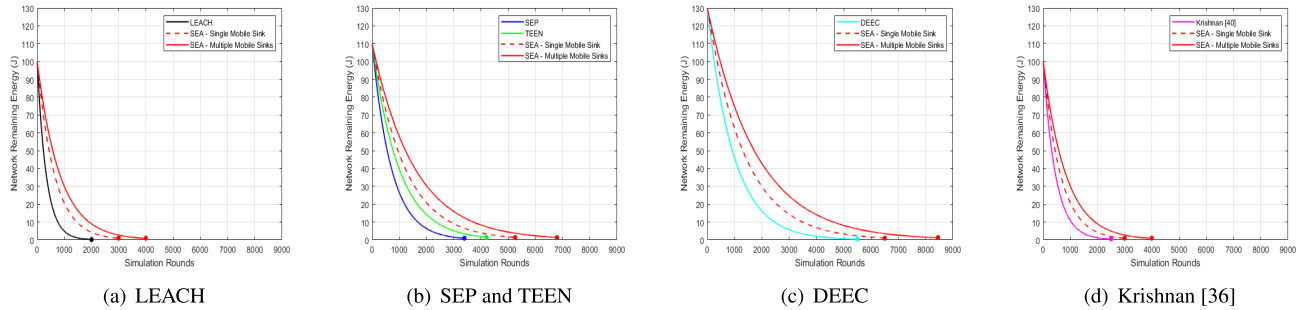 130
120
110
100
90
80
70
60
50
40
30
20
10
0
Network Remaining Energy (J)
0 1000 2000 3000 4000 5000 6000 7000 8000 9000
Simulation Rounds
LEACH
SEA - Single Mobile Sink
SEA - Multiple Mobile Sinks
(a) LEACH
130
120
110
100
90
80
70
60
50
40
30
20
10
0
Network Remaining Energy (J)
0 1000 2000 3000 4000 5000 6000 7000 8000 9000
Simulation Rounds
SEP
TEEN
SEA - Single Mobile Sink
SEA - Multiple Mobile Sinks
(b) SEP and TEEN
130
120
110
100
90
80
70
60
50
40
30
20
10
0
Network Remaining Energy (J)
0 1000 2000 3000 4000 5000 6000 7000 8000 9000
Simulation Rounds
DEEC
SEA - Single Mobile Sink
SEA - Multiple Mobile Sinks
(c) DEEC
130
120
110
100
90
80
70
60
50
40
30
20
10
0
Network Remaining Energy (J)
0 1000 2000 3000 4000 5000 6000 7000 8000 9000
Simulation Rounds
Krishnan [40]
SEA - Single Mobile Sink
SEA - Multiple Mobile Sinks
(d) Krishnan [36]